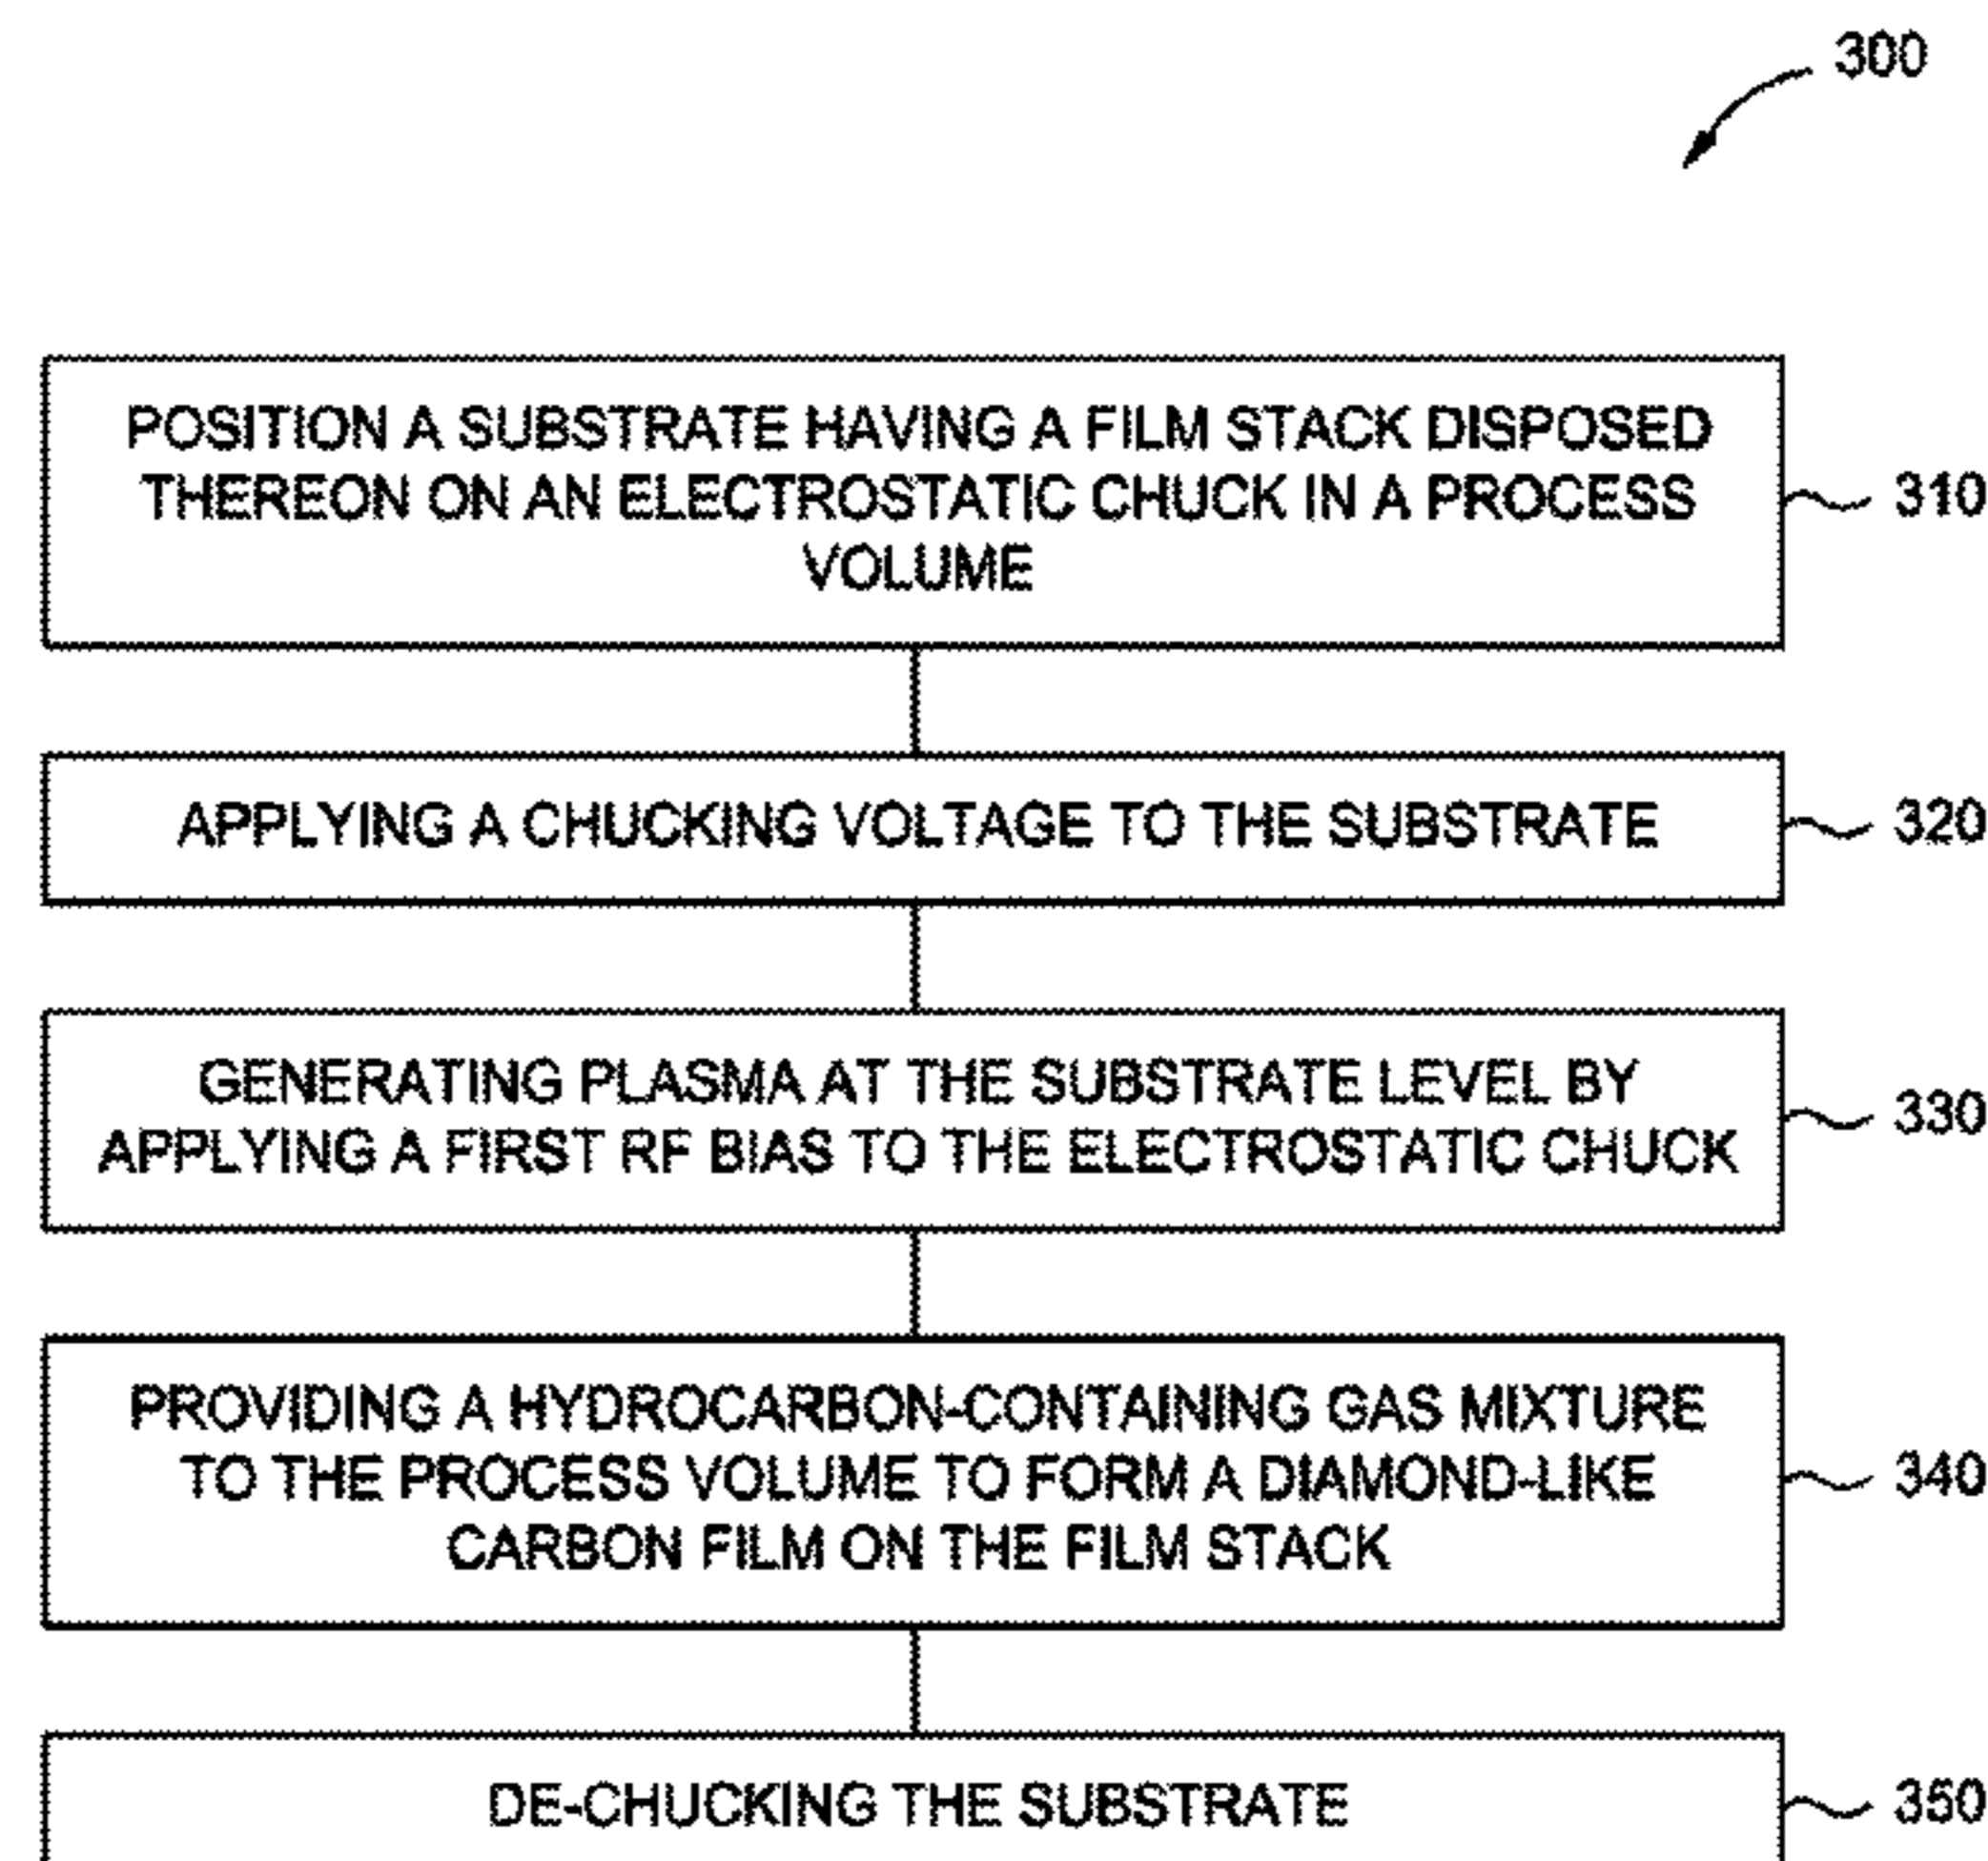 300
POSITION A SUBSTRATE HAVING A FILM STACK DISPOSED
THEREON ON AN ELECTROSTATIC CHUCK IN A PROCESS
VOLUME
310
APPLYING A CHUCKING VOLTAGE TO THE SUBSTRATE
320
GENERATING PLASMA AT THE SUBSTRATE LEVEL BY
APPLYING A FIRST RF BIAS TO THE ELECTROSTATIC CHUCK
330
PROVIDING A HYDROCARBON-CONTAINING GAS MIXTURE
TO THE PROCESS VOLUME TO FORM A DIAMOND-LIKE
CARBON FILM ON THE FILM STACK
340
DE-CHUCKING THE SUBSTRATE
350